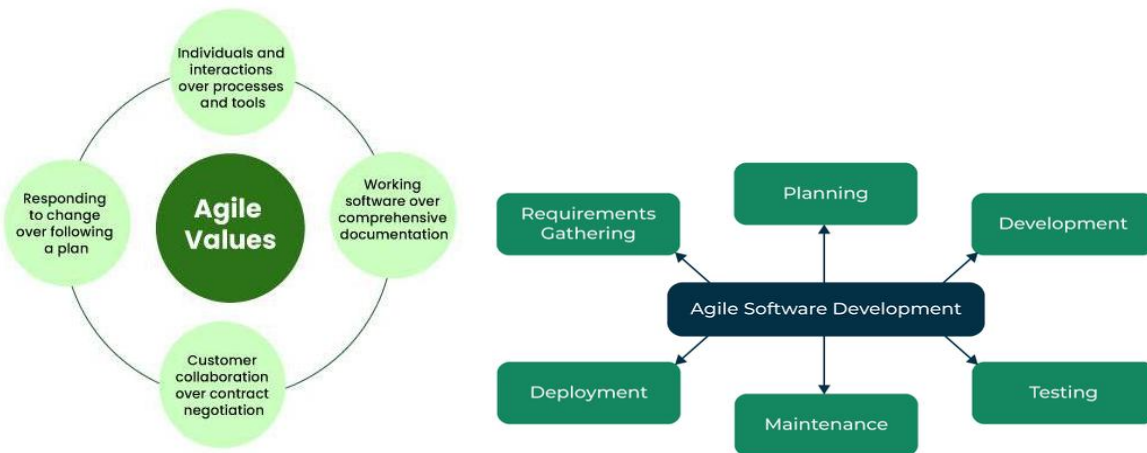 Individuals and
interactions
over processes
and tools
Responding
to change
over following
a plan
Agile
Values
Working
software over
comprehensive
documentation
Customer
collaboration
over contract
negotiation
Requirements
Gathering
Planning
Development
Agile Software Development
Deployment
Maintenance
Testing